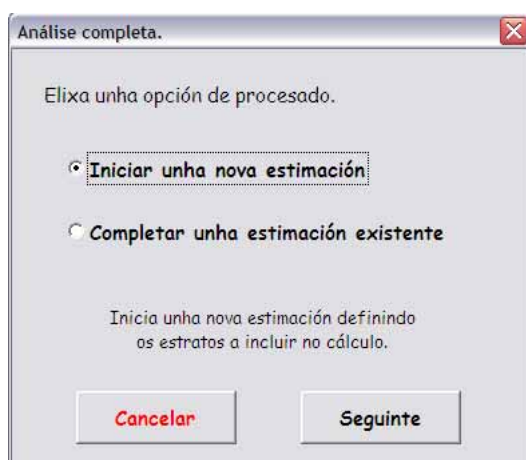 Análise completa.
Elixa unha opción de procesado.
Iniciar unha nova estimación
Completar unha estimación existente
Inicia unha nova estimación definindo
os estratos a incluir no cálculo.
Cancelar
Seguinte